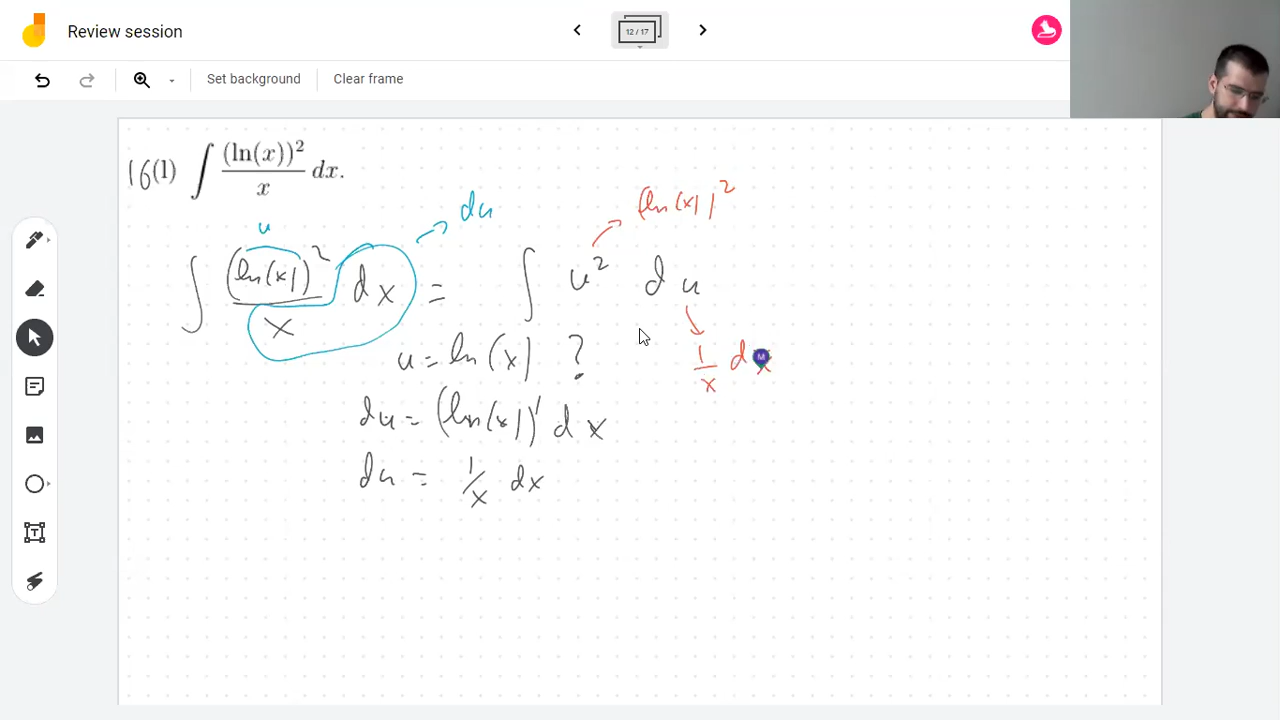 Review session
12 / 17
Set background
Clear frame
16(1) ∫ (ln(x))² / x dx.
u
du
(ln(x))²
∫ (ln(x))² / x dx = ∫ u² du
u = ln(x) ?
1/x dx
du = (ln(x))' dx
du = 1/x dx
M
T